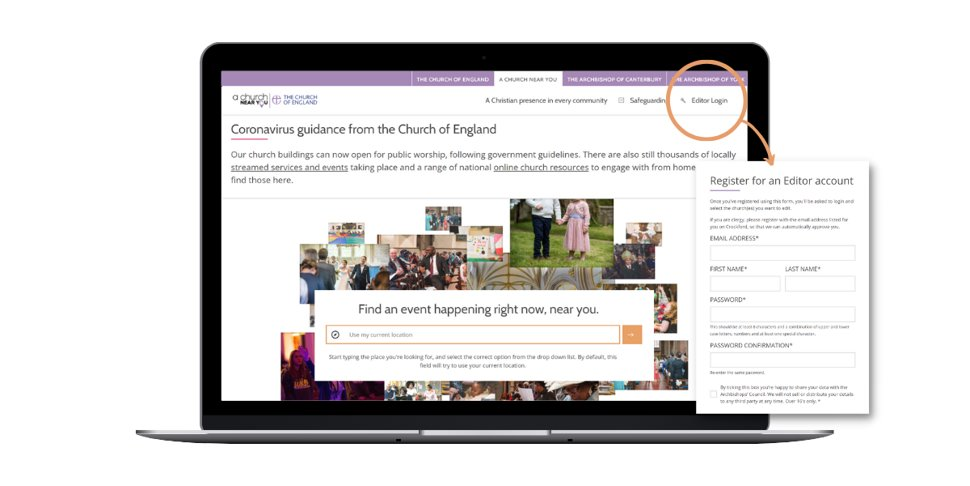 THE CHURCH OF ENGLAND
A CHURCH NEAR YOU
THE ARCHBISHOP OF CANTERBURY
THE ARCHBISHOP OF YORK
a church
NEAR YOU
THE CHURCH
OF ENGLAND
A Christian presence in every community
Safeguardin
Editor Login
Coronavirus guidance from the Church of England
Our church buildings can now open for public worship, following government guidelines. There are also still thousands of locally
streamed services and events taking place and a range of national online church resources to engage with from home
find those here.
Find an event happening right now, near you.
Use my current location
Start typing the place you're looking for, and select the correct option from the drop down list. By default, this
field will try to use your current location.
Register for an Editor account
Once you've registered using this form, you'll be asked to login and
select the church(es) you want to edit.
If you are clergy, please register with the email address listed for
you on Crockford, so that we can automatically approve you.
EMAIL ADDRESS*
FIRST NAME* LAST NAME*
PASSWORD*
This should be at least 8 characters and a combination of upper and lower
case letters, numbers and at least one special character.
PASSWORD CONFIRMATION*
Re-enter the same password.
By ticking this box you're happy to share your data with the
Archbishops' Council. We will not sell or distribute your details
to any third party at any time. Over 16's only. *